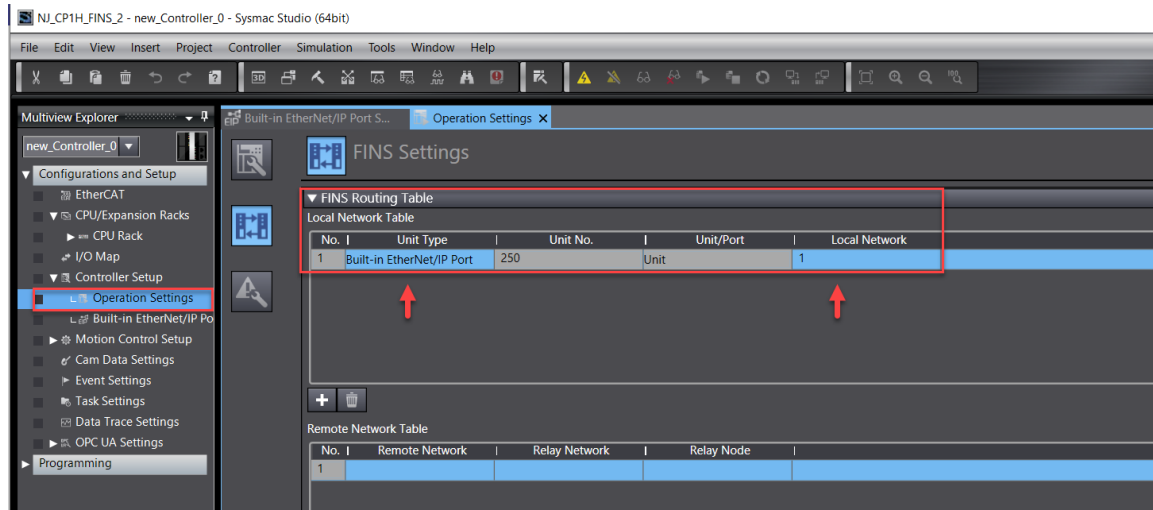 NJ_CP1H_FINS_2 - new_Controller_0 - Sysmac Studio (64bit)
File Edit View Insert Project Controller Simulation Tools Window Help
Multiview Explorer
Built-in EtherNet/IP Port S...
Operation Settings
new_Controller_0
FINS Settings
Configurations and Setup
EtherCAT
CPU/Expansion Racks
CPU Rack
I/O Map
Controller Setup
Operation Settings
Built-in EtherNet/IP Po
Motion Control Setup
Cam Data Settings
Event Settings
Task Settings
Data Trace Settings
OPC UA Settings
Programming
FINS Routing Table
Local Network Table
No. Unit Type Unit No. Unit/Port Local Network
1 Built-in EtherNet/IP Port 250 Unit 1
Remote Network Table
No. Remote Network Relay Network Relay Node
1